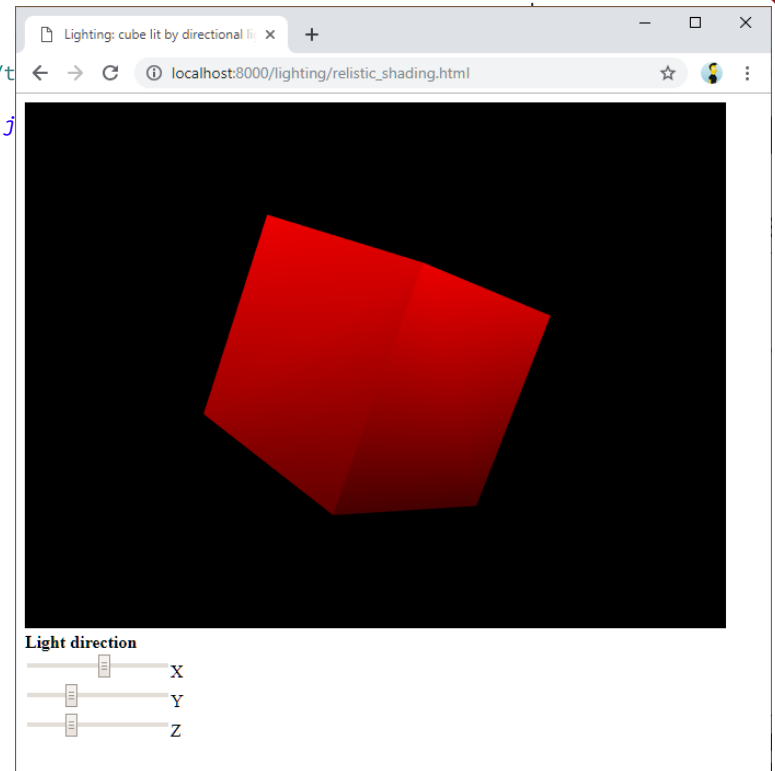 Lighting: cube lit by directional li
localhost:8000/lighting/relistic_shading.html
/t
j
Light direction
X
Y
Z